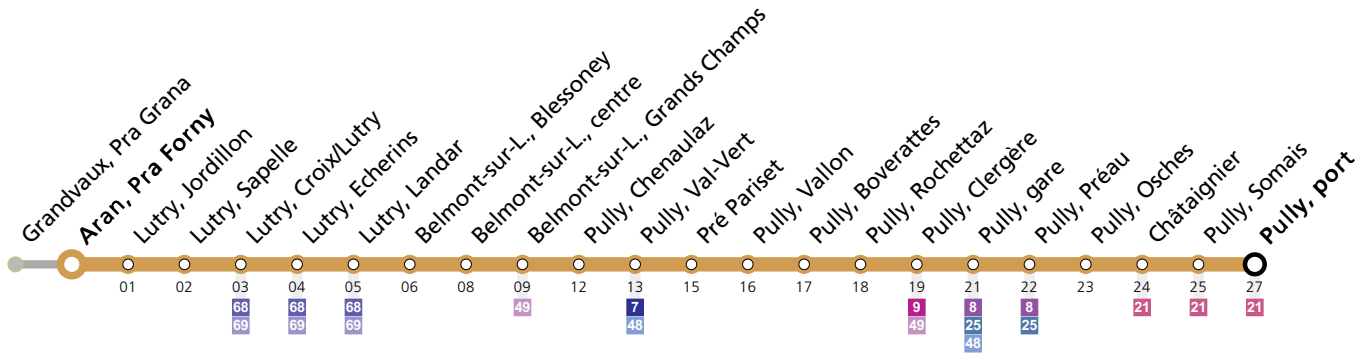 Grandvaux, Pra Grana
Aran, Pra Forny
Lutry, Jordillon
Lutry, Sapelle
Lutry, Croix/Lutry
Lutry, Echerins
Lutry, Landar
Belmont-sur-L., Blessoney
Belmont-sur-L., centre
Belmont-sur-L., Grands Champs
Pully, Chenaulaz
Pully, Val-Vert
Pré Pariset
Pully, Vallon
Pully, Boverattes
Pully, Rochettaz
Pully, Clergère
Pully, gare
Pully, Préau
Pully, Osches
Châtaignier
Pully, Somais
Pully, port
01 02 03 04 05 06 08 09 12 13 15 16 17 18 19 21 22 23 24 25 27
68 68 68 49 7 9 8 8 21 21 21
69 69 69 48 49 25 25
48